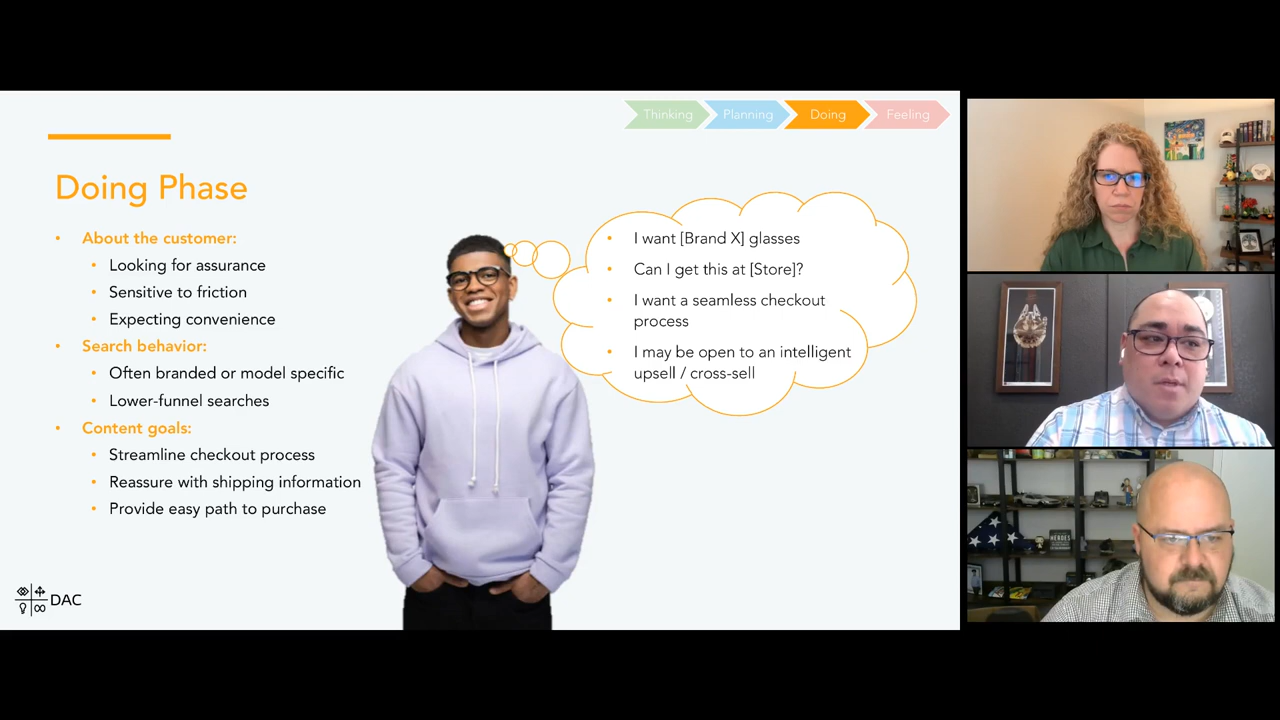 Thinking
Planning
Doing
Feeling
Doing Phase
• About the customer:
• Looking for assurance
• Sensitive to friction
• Expecting convenience
• Search behavior:
• Often branded or model specific
• Lower-funnel searches
• Content goals:
• Streamline checkout process
• Reassure with shipping information
• Provide easy path to purchase
• I want [Brand X] glasses
• Can I get this at [Store]?
• I want a seamless checkout
process
• I may be open to an intelligent
upsell / cross-sell
DAC
HEROES